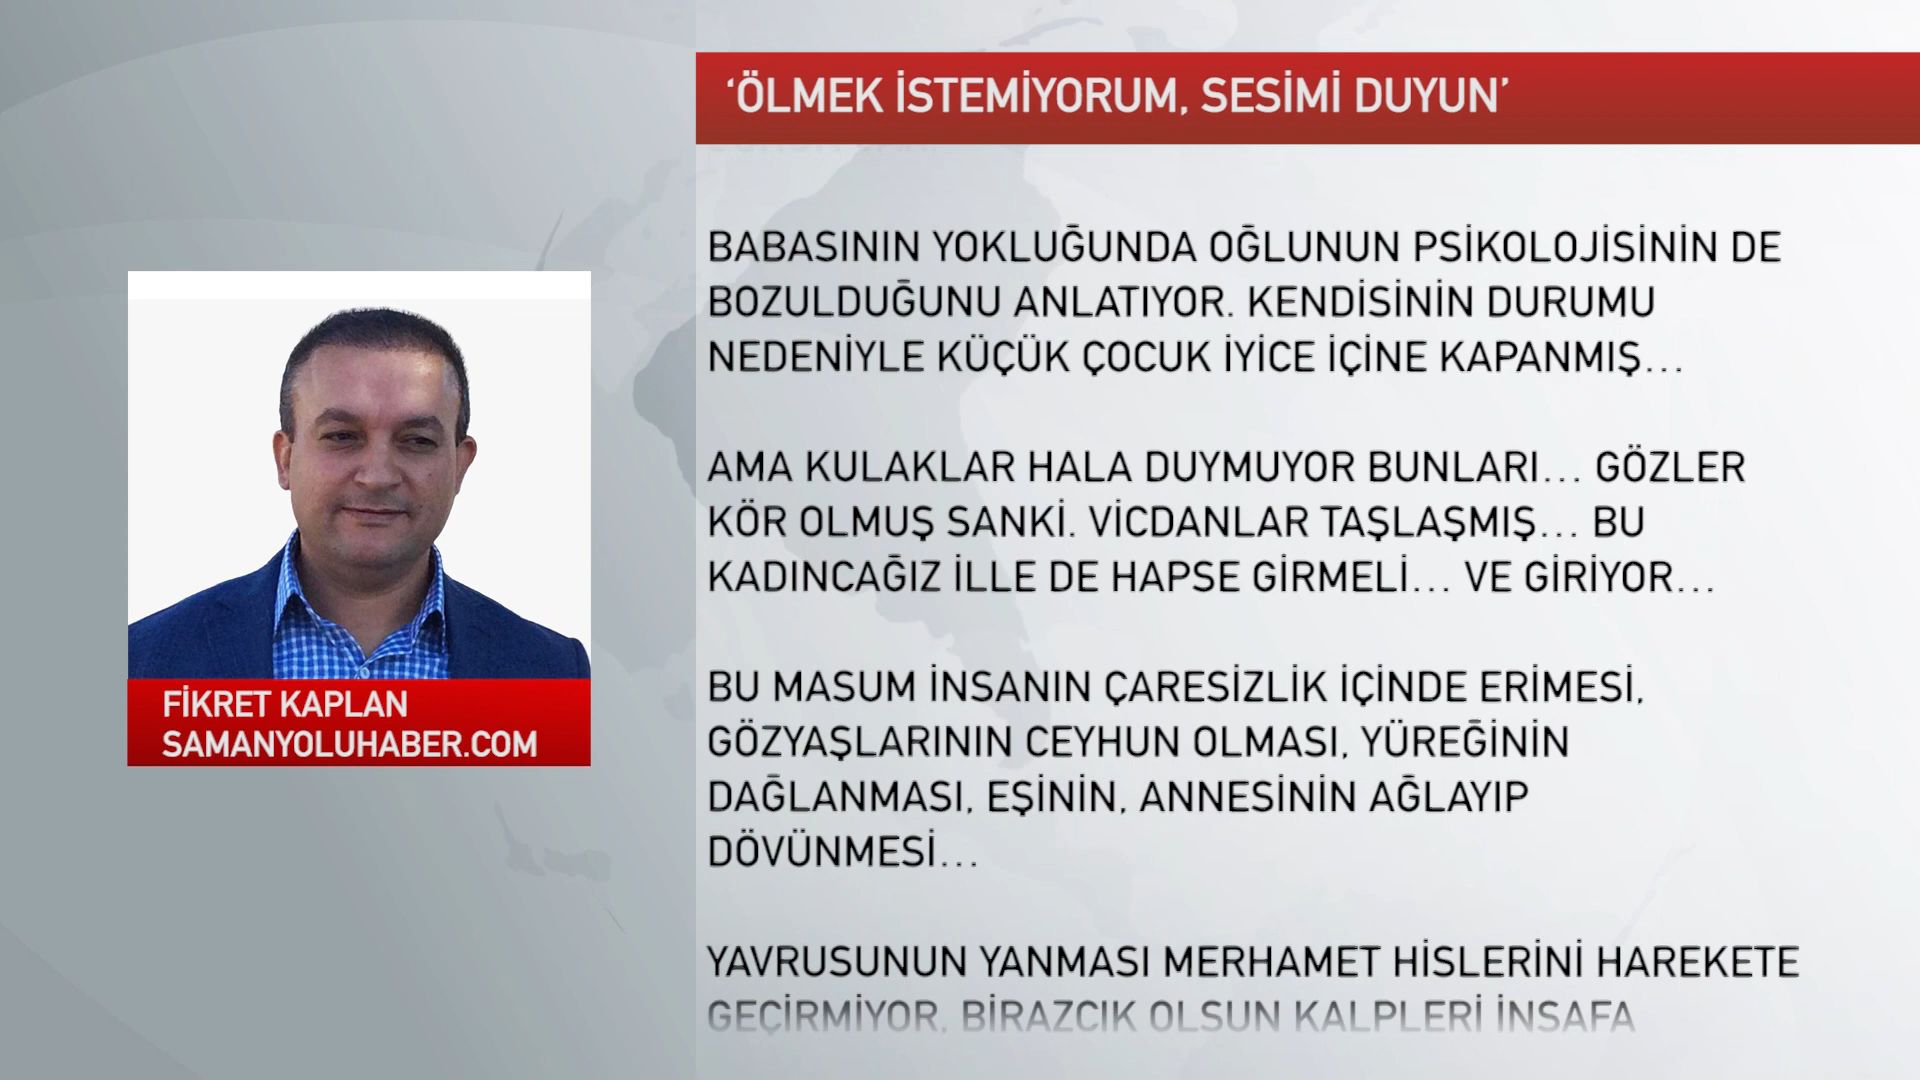 ‘ÖLMEK İSTEMİYORUM, SESİMİ DUYUN’
BABASININ YOKLUĞUNDA OĞLUNUN PSİKOLOJİSİNİN DE
BOZULDUĞUNU ANLATIYOR. KENDİSİNİN DURUMU
NEDENİYLE KÜÇÜK ÇOCUK İYİCE İÇİNE KAPANMIŞ...
AMA KULAKLAR HALA DUYMUYOR BUNLARI... GÖZLER
KÖR OLMUŞ SANKİ. VİCDANLAR TAŞLAŞMIŞ... BU
KADINCAĞIZ İLLE DE HAPSE GİRMELİ... VE GİRİYOR...
BU MASUM İNSANIN ÇARESİZLİK İÇİNDE ERİMESİ,
GÖZYAŞLARININ CEYHUN OLMASI, YÜREĞİNİN
DAĞLANMASI, EŞİNİN, ANNESİNİN AĞLAYIP
DÖVÜNMESİ...
YAVRUSUNUN YANMASI MERHAMET HİSLERİNİ HAREKETE
GEÇİRMİYOR, BİRAZCIK OLSUN KALPLERİ İNSAFA
FİKRET KAPLAN
SAMANYOLUHABER.COM